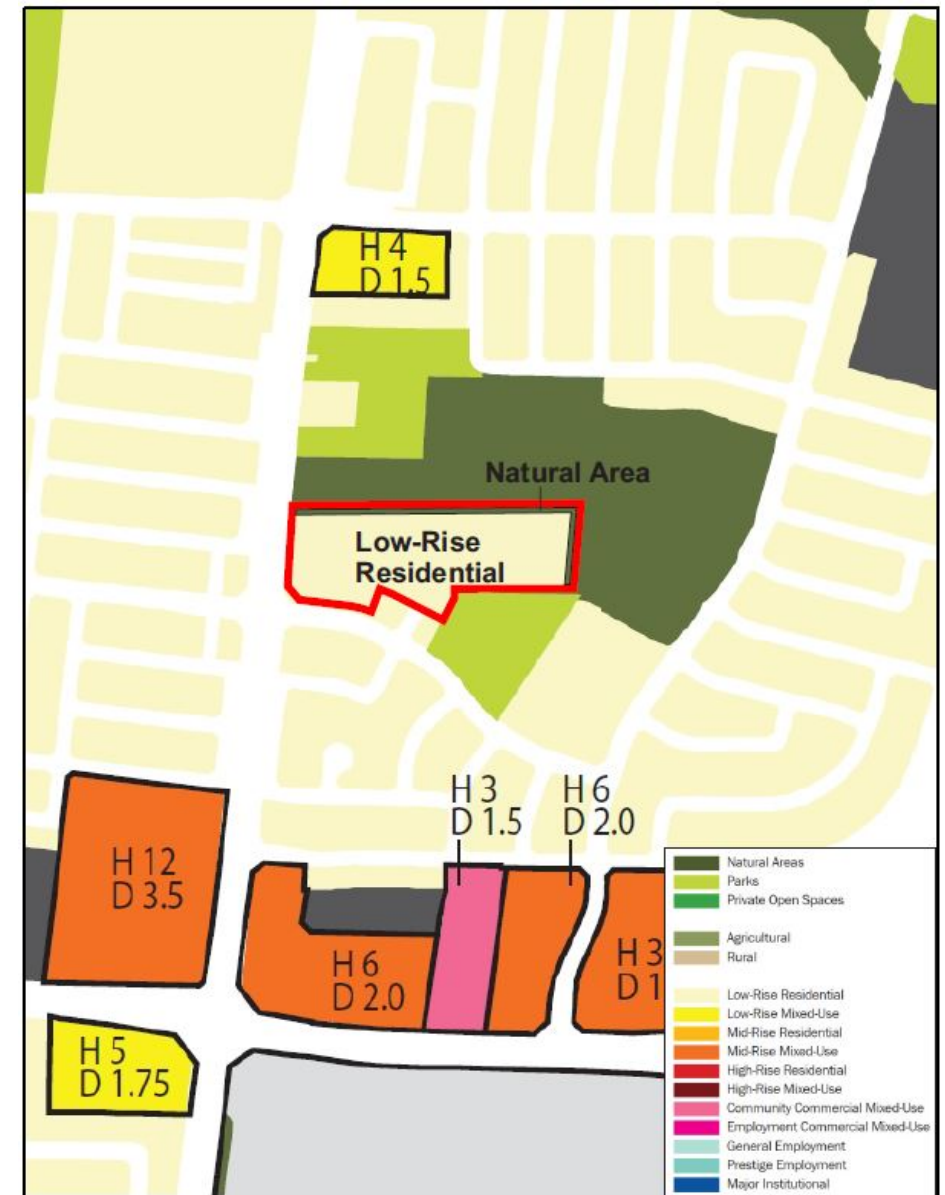 H 4
D 1.5
Natural Area
Low-Rise
Residential
H 3
D 1.5
H 6
D 2.0
H 12
D 3.5
H 6
D 2.0
H 3
D 1
H 5
D 1.75
Natural Areas
Parks
Private Open Spaces
Agricultural
Rural
Low-Rise Residential
Low-Rise Mixed-Use
Mid-Rise Residential
Mid-Rise Mixed-Use
High-Rise Residential
High-Rise Mixed-Use
Community Commercial Mixed-Use
Employment Commercial Mixed-Use
General Employment
Prestige Employment
Major Institutional